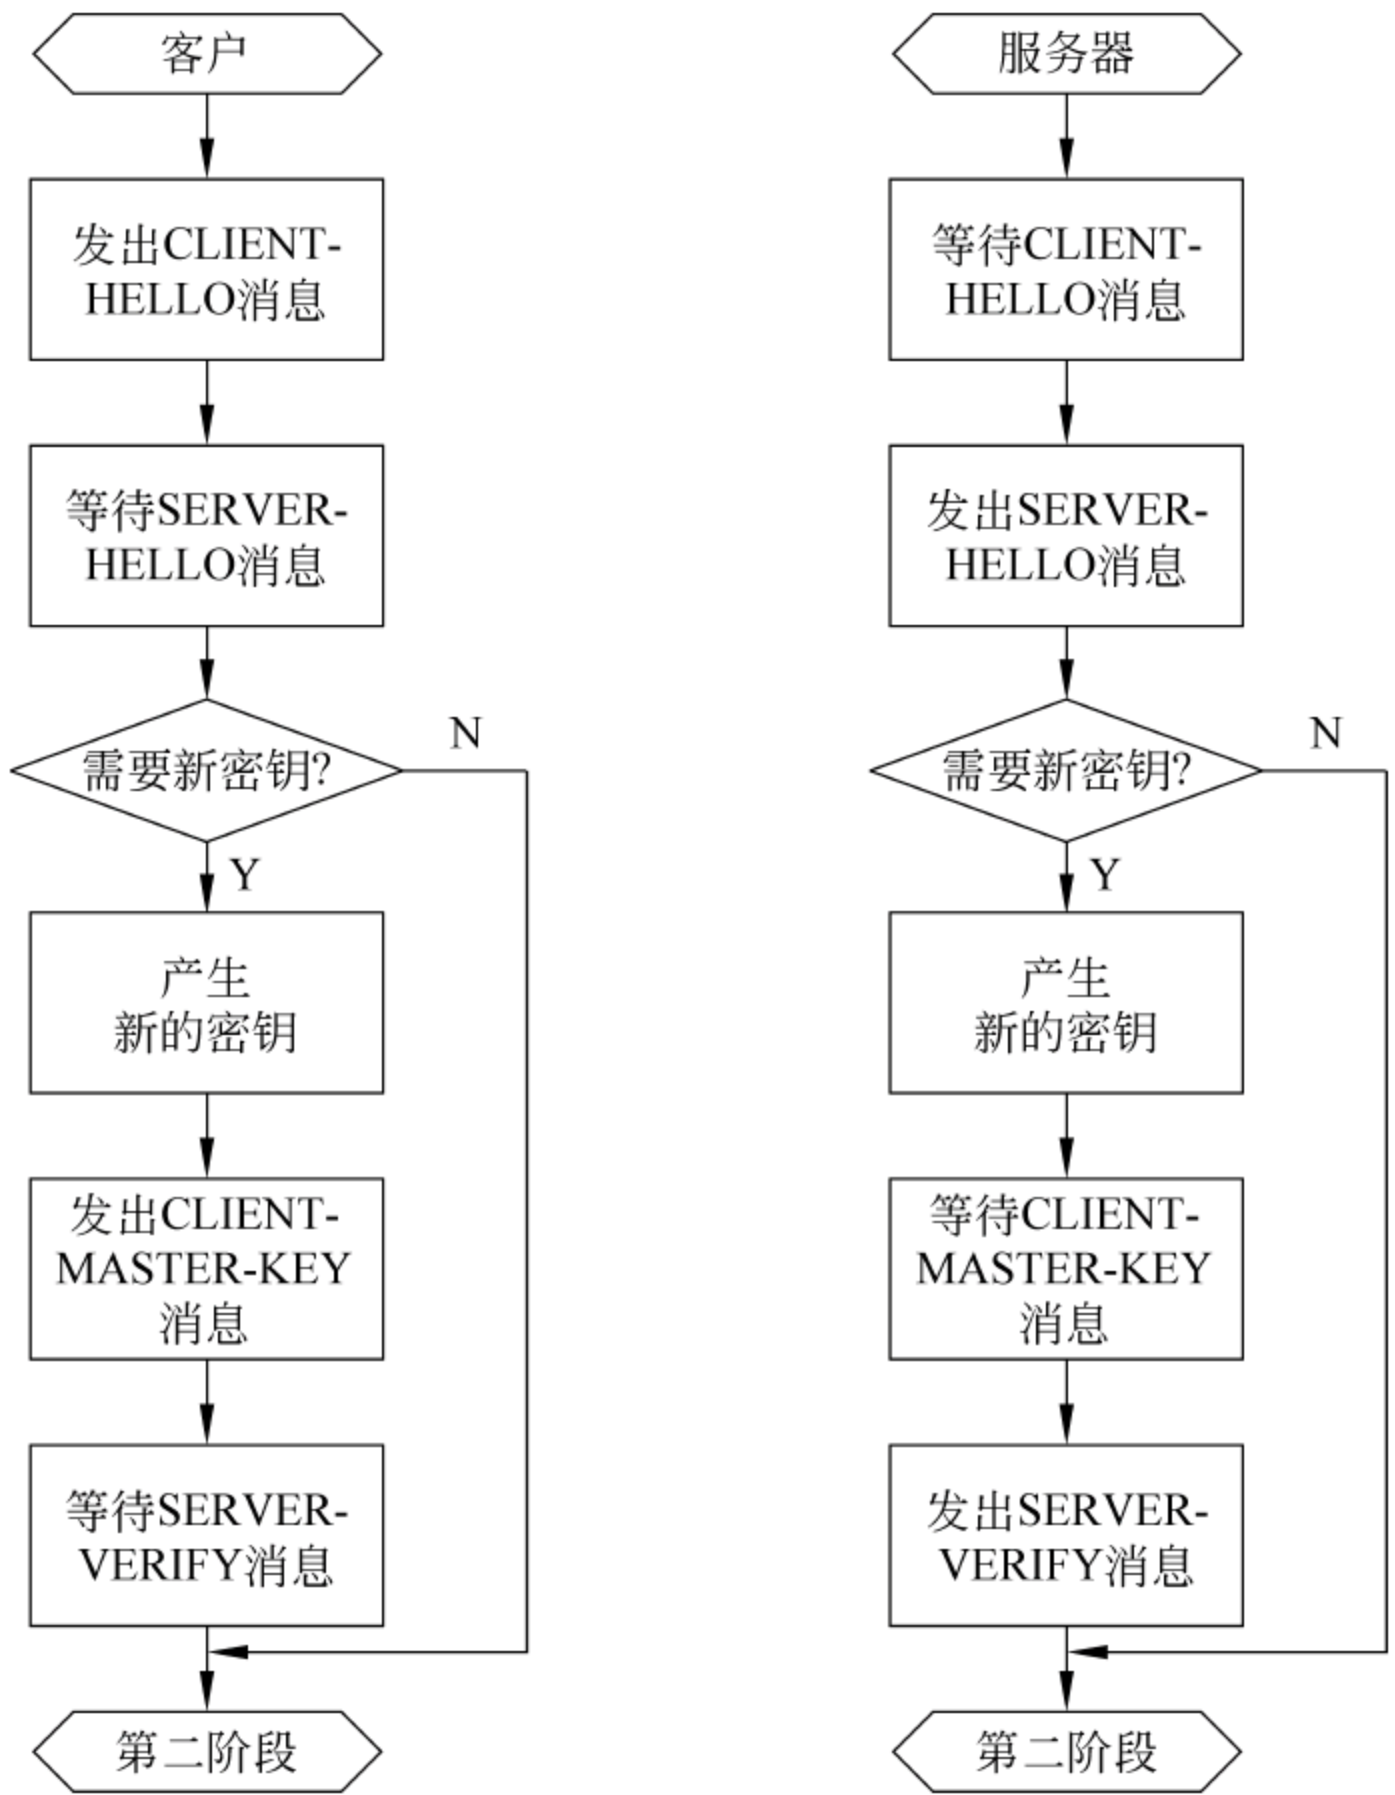 客户
发出CLIENT-
HELLO消息
等待SERVER-
HELLO消息
需要新密钥?
N
Y
产生
新的密钥
发出CLIENT-
MASTER-KEY
消息
等待SERVER-
VERIFY消息
第二阶段
服务器
等待CLIENT-
HELLO消息
发出SERVER-
HELLO消息
需要新密钥?
N
Y
产生
新的密钥
等待CLIENT-
MASTER-KEY
消息
发出SERVER-
VERIFY消息
第二阶段